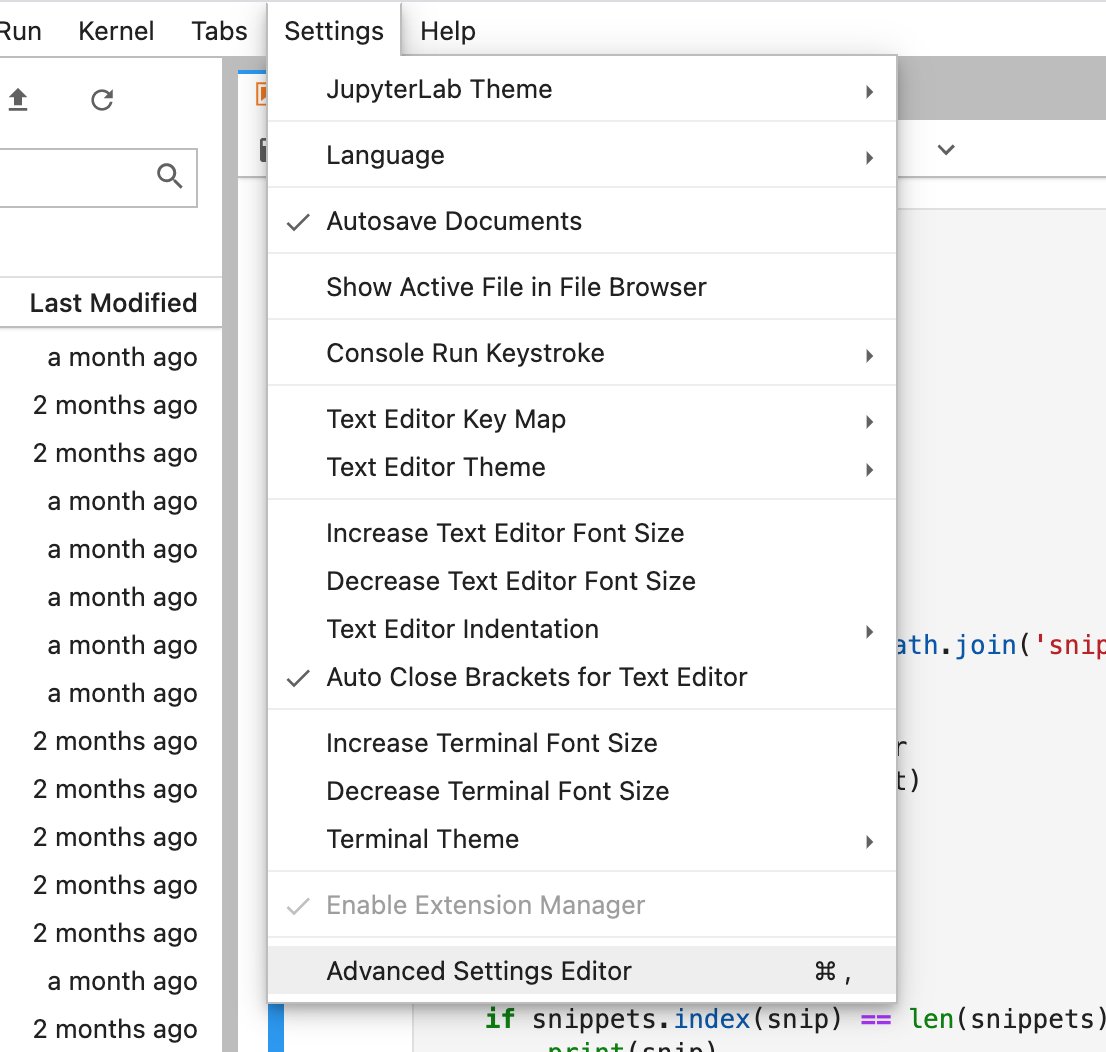 Run Kernel Tabs Settings Help
JupyterLab Theme
Language
Autosave Documents
Show Active File in File Browser
Console Run Keystroke
Text Editor Key Map
Text Editor Theme
Increase Text Editor Font Size
Decrease Text Editor Font Size
Text Editor Indentation
Auto Close Brackets for Text Editor
Increase Terminal Font Size
Decrease Terminal Font Size
Terminal Theme
Enable Extension Manager
Advanced Settings Editor ⌘ ,
Last Modified
a month ago
2 months ago
2 months ago
a month ago
a month ago
a month ago
a month ago
a month ago
2 months ago
2 months ago
2 months ago
2 months ago
2 months ago
a month ago
2 months ago
ath.join('snip
r
t)
if snippets.index(snip) == len(snippets)
print(snip)